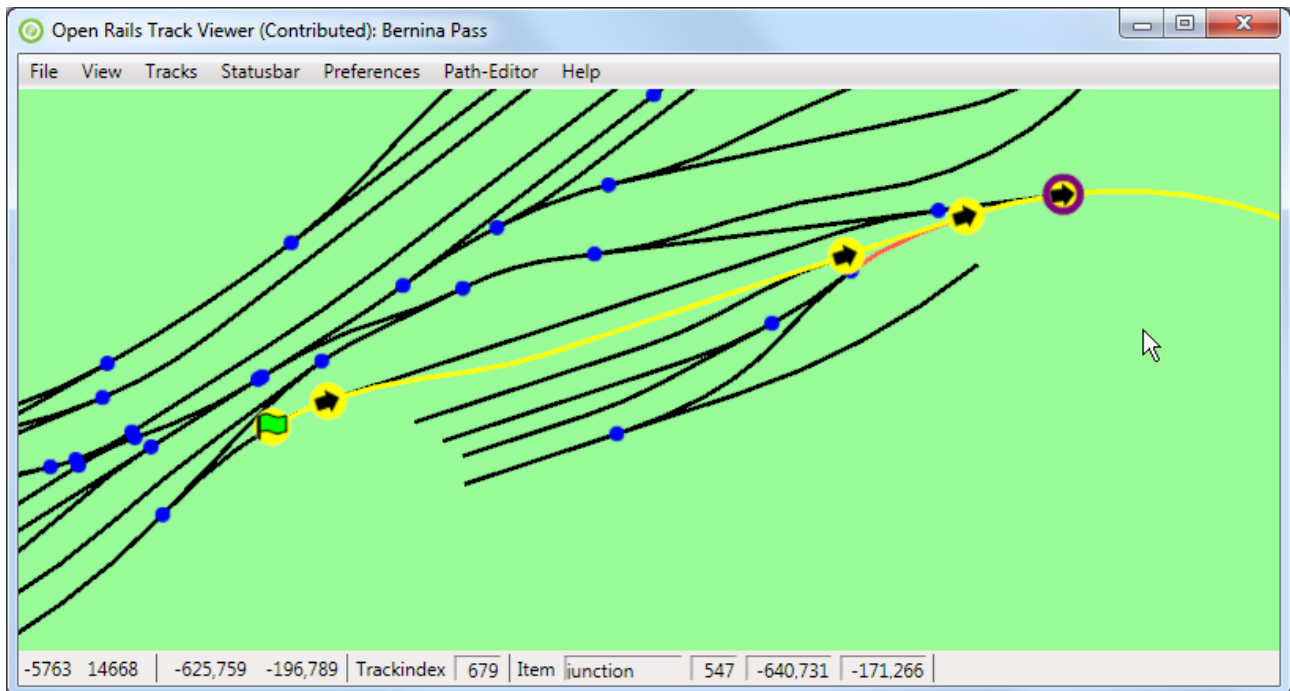 Open Rails Track Viewer (Contributed): Bernina Pass
File View Tracks Statusbar Preferences Path-Editor Help
-5763 14668 -625,759 -196,789 Trackindex 679 Item junction 547 -640,731 -171,266